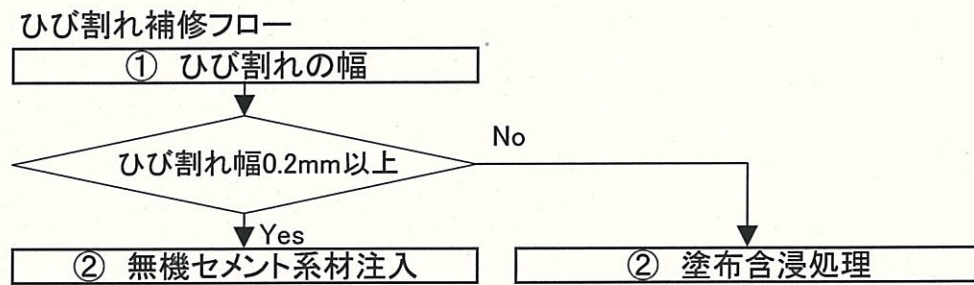 ひび割れ補修フロー
① ひび割れの幅
ひび割れ幅0.2mm以上
No
Yes
② 無機セメント系材注入
② 塗布含浸処理